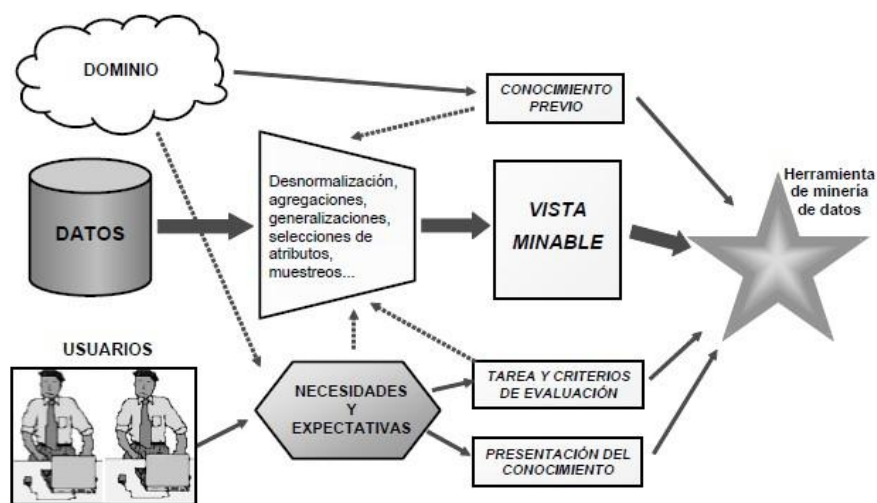 DOMINIO
CONOCIMIENTO
PREVIO
Herramienta
de minería
de datos
Desnormalización,
agregaciones,
generalizaciones,
selecciones de
atributos,
muestreos...
DATOS
VISTA
MINABLE
USUARIOS
NECESIDADES
Y
EXPECTATIVAS
TAREA Y CRITERIOS
DE EVALUACIÓN
PRESENTACIÓN DEL
CONOCIMIENTO